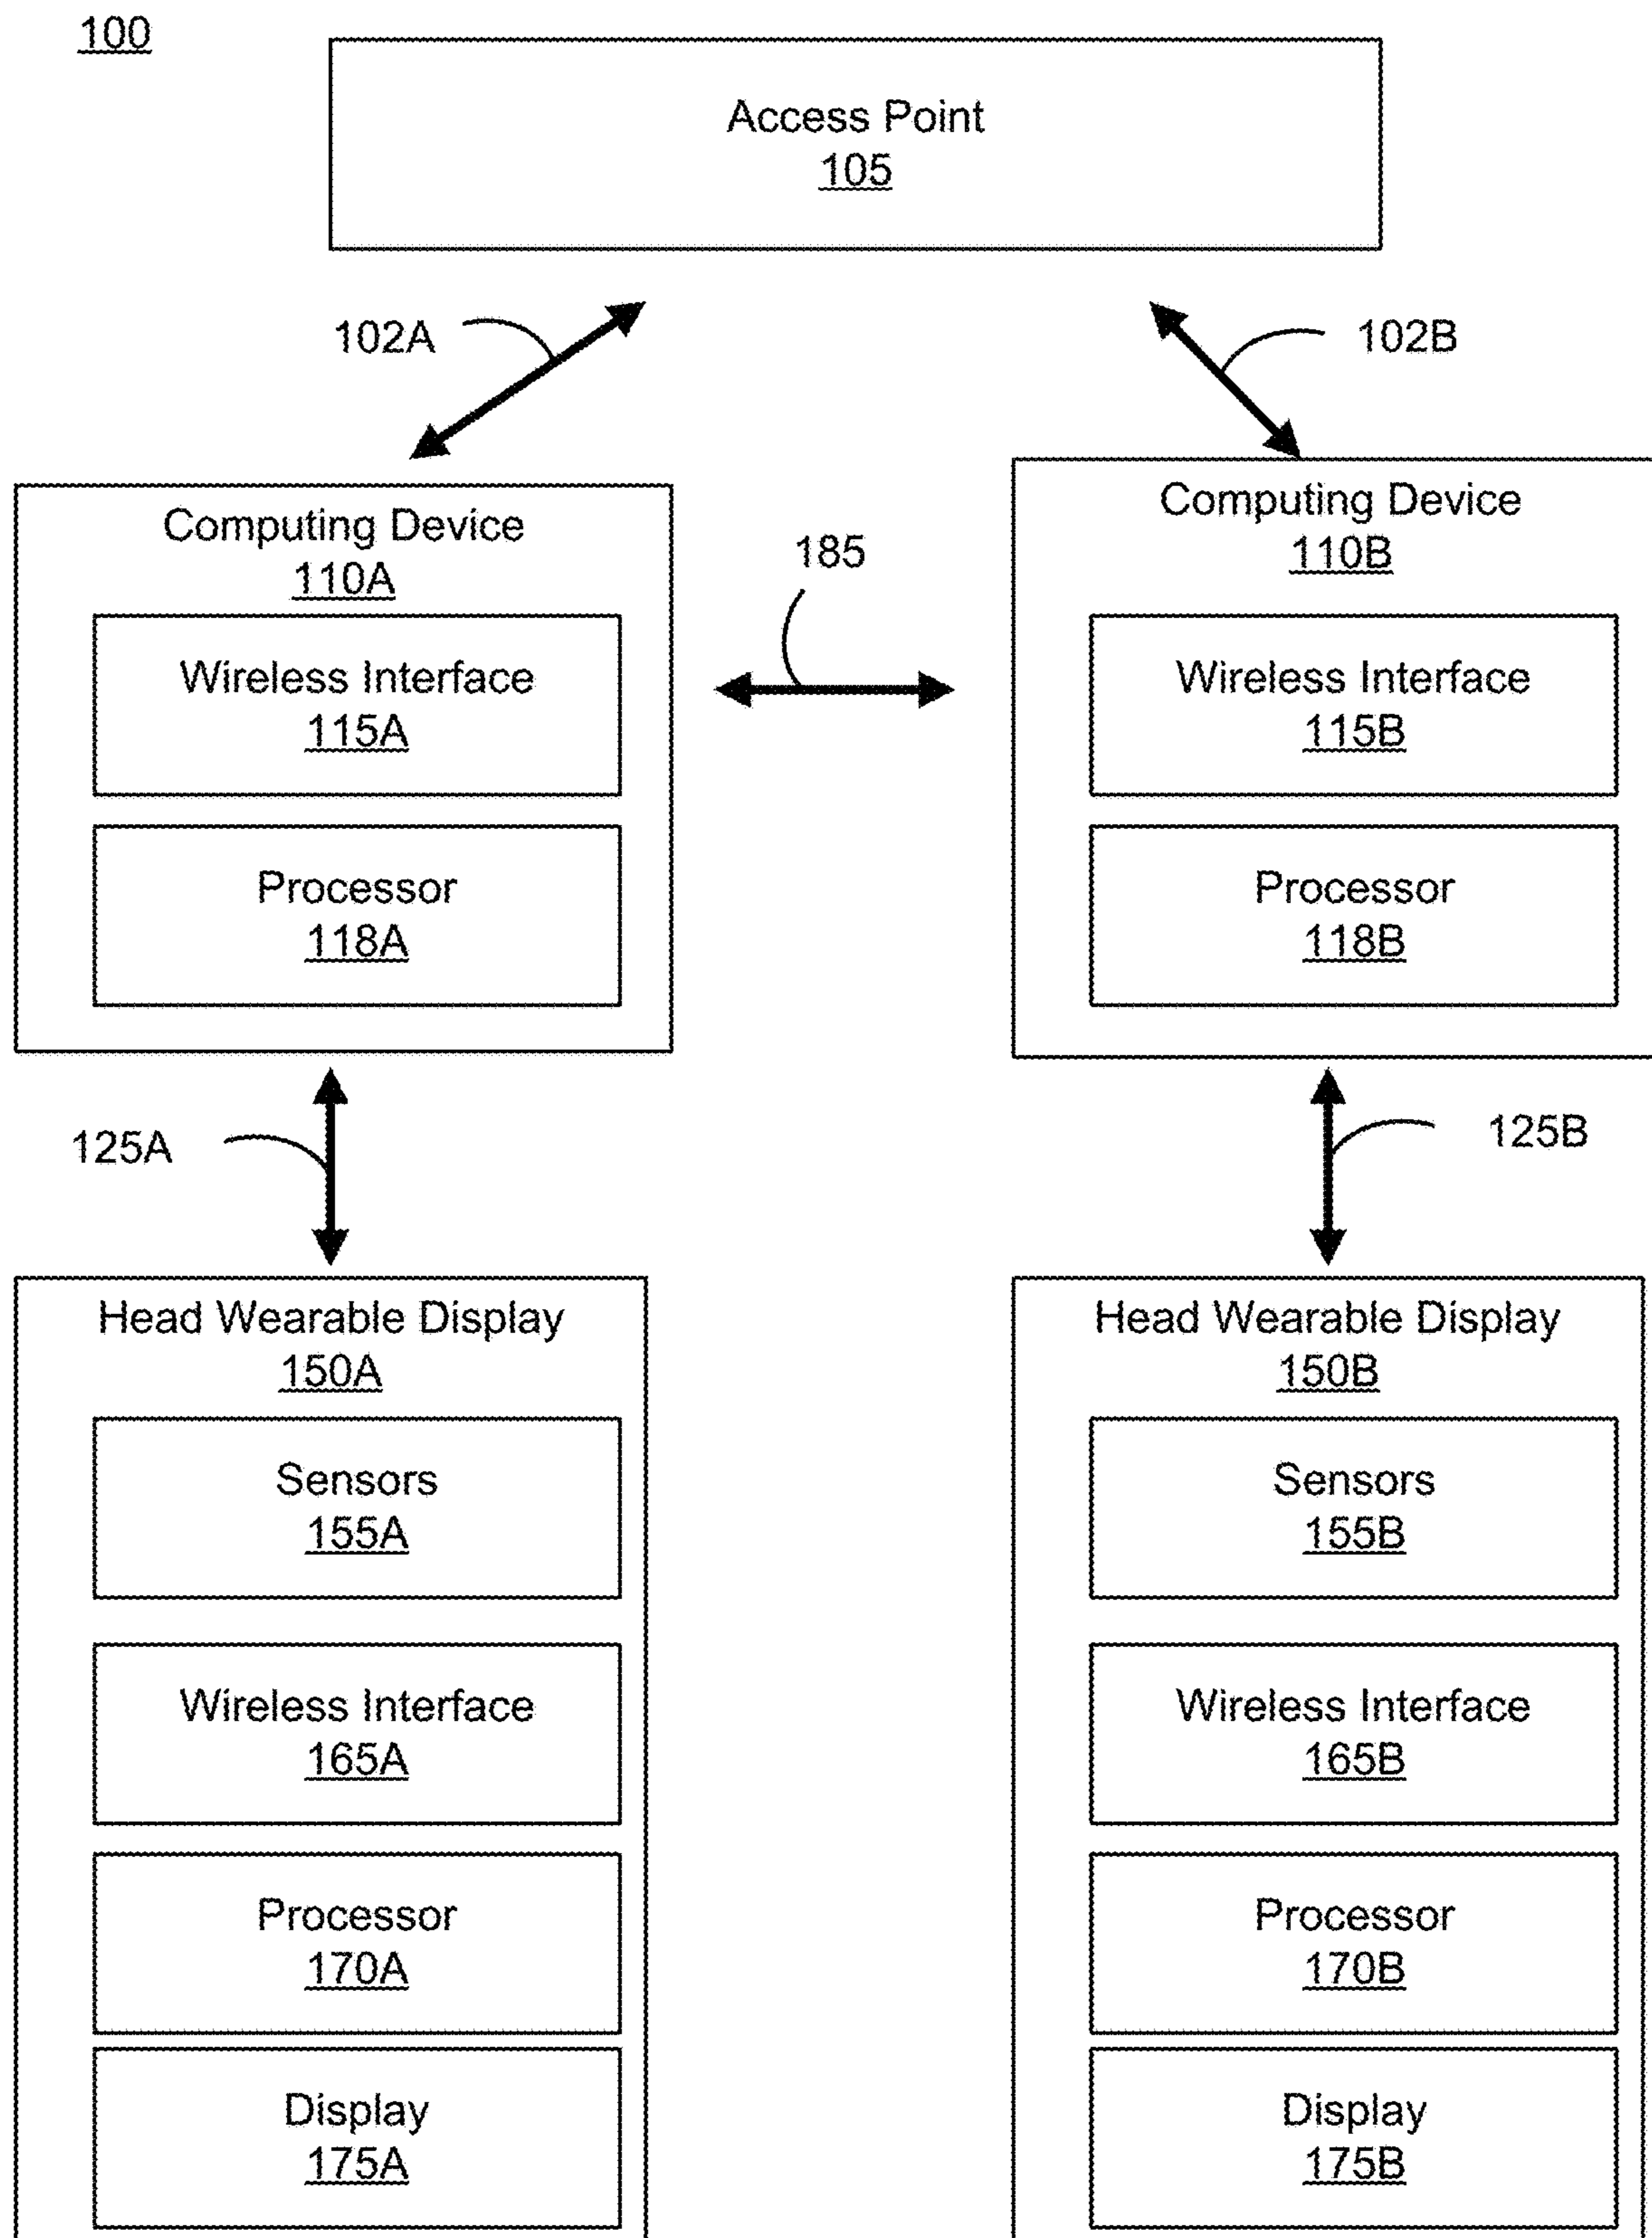 100
Access Point
105
102A
102B
Computing Device
110A
Wireless Interface
115A
Processor
118A
185
Computing Device
110B
Wireless Interface
115B
Processor
118B
125A
125B
Head Wearable Display
150A
Sensors
155A
Wireless Interface
165A
Processor
170A
Display
175A
Head Wearable Display
150B
Sensors
155B
Wireless Interface
165B
Processor
170B
Display
175B